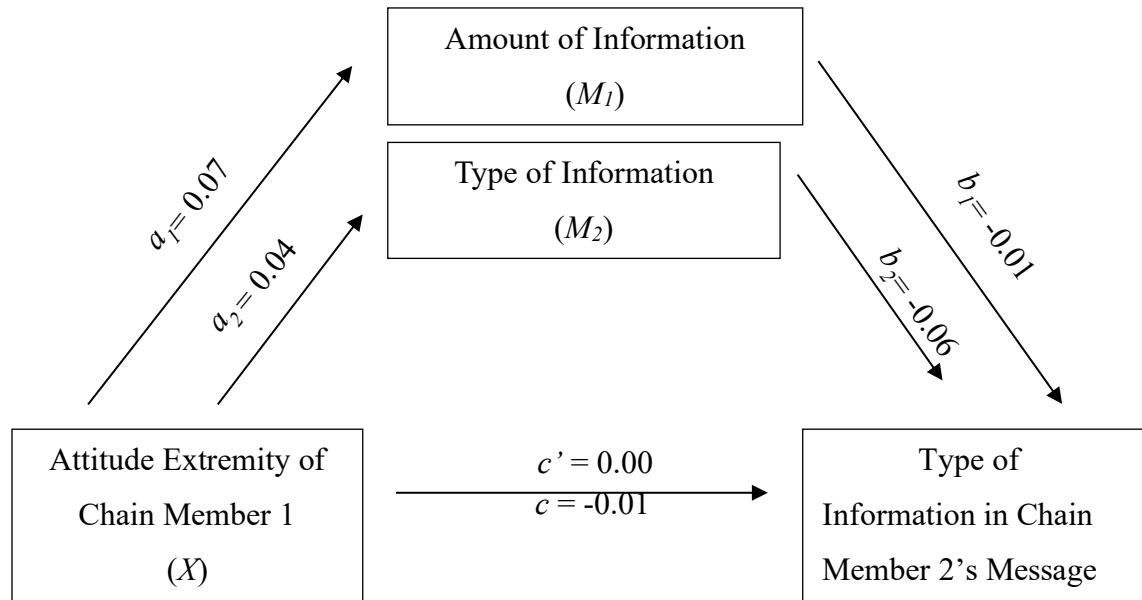 Amount of Information
(M₁)
Type of Information
(M₂)
a₁= 0.07
a₂= 0.04
b₁= -0.01
b₂= -0.06
Attitude Extremity of
Chain Member 1
(X)
c’ = 0.00
c = -0.01
Type of
Information in Chain
Member 2’s Message